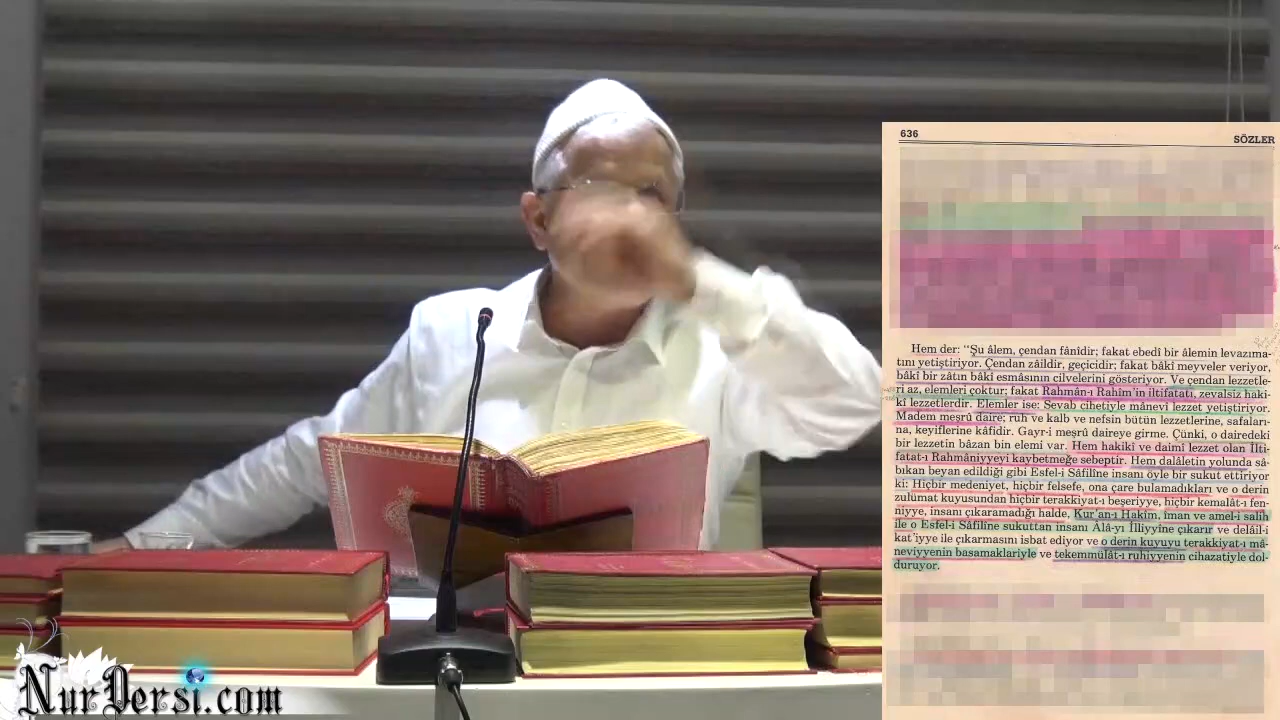 636
SÖZLER
Hem der: "Şu âlem, çendan fânîdir; fakat ebedî bir âlemin levazıma-
tını yetiştiriyor. Çendan zâildir, geçicidir; fakat bâki meyveler veriyor,
bâki bir zâtın bâki esmâsının cilvelerini gösteriyor. Ve çendan lezzetle-
ri az, elemleri çoktur; fakat Rahmân-ı Rahîm'in iltifatatı, zevalsiz haki-
kî lezzetlerdir. Elemler ise: Sevab cihetiyle mânevî lezzet yetiştiriyor.
Madem meşrû daire; ruh ve kalb ve nefsin bütün lezzetlerine, safaları-
na, keyiflerine kâfidir. Gayr-i meşrû daireye girme. Çünki, o dairedeki
bir lezzetin bâzan bin elemi var. Hem hakikî ve daimî lezzet olan İlti-
fatat-ı Rahmâniyyeyi kaybetmeğe sebeptir. Hem dalâletin yolunda sâ-
bıkan beyan edildiği gibi Esfel-i Sâfilîne insanı öyle bir sukut ettiriyor
ki: Hiçbir medeniyet, hiçbir felsefe, ona çare bulamadıkları ve o derin
zulümat kuyusundan hiçbir terakkiyat-ı beşeriyye, hiçbir kemalât-ı fen-
niyye, insanı çıkaramadığı halde, Kur'an-ı Hakîm, îman ve amel-i salih
ile o Esfel-i Sâfilîne sukuttan insanı Âlâ-yı İlliyyîne çıkarır ve delâil-i
kat'iyye ile çıkarmasını isbat ediyor ve o derin kuyuyu terakkiyat-ı mâ-
neviyyenin basamaklariyle ve tekemmülât-ı ruhiyyenin cihazatiyle dol-
duruyor.
NurDersi.com